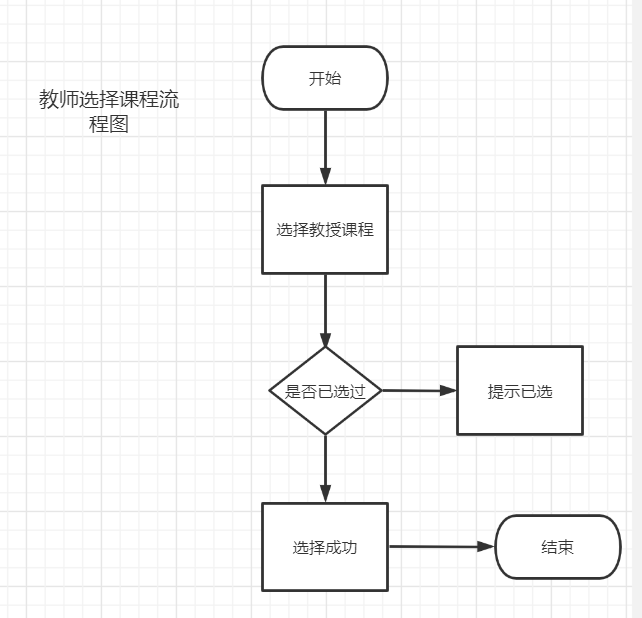 开始
教师选择课程流
程图
选择教授课程
是否已选过
提示已选
选择成功
结束